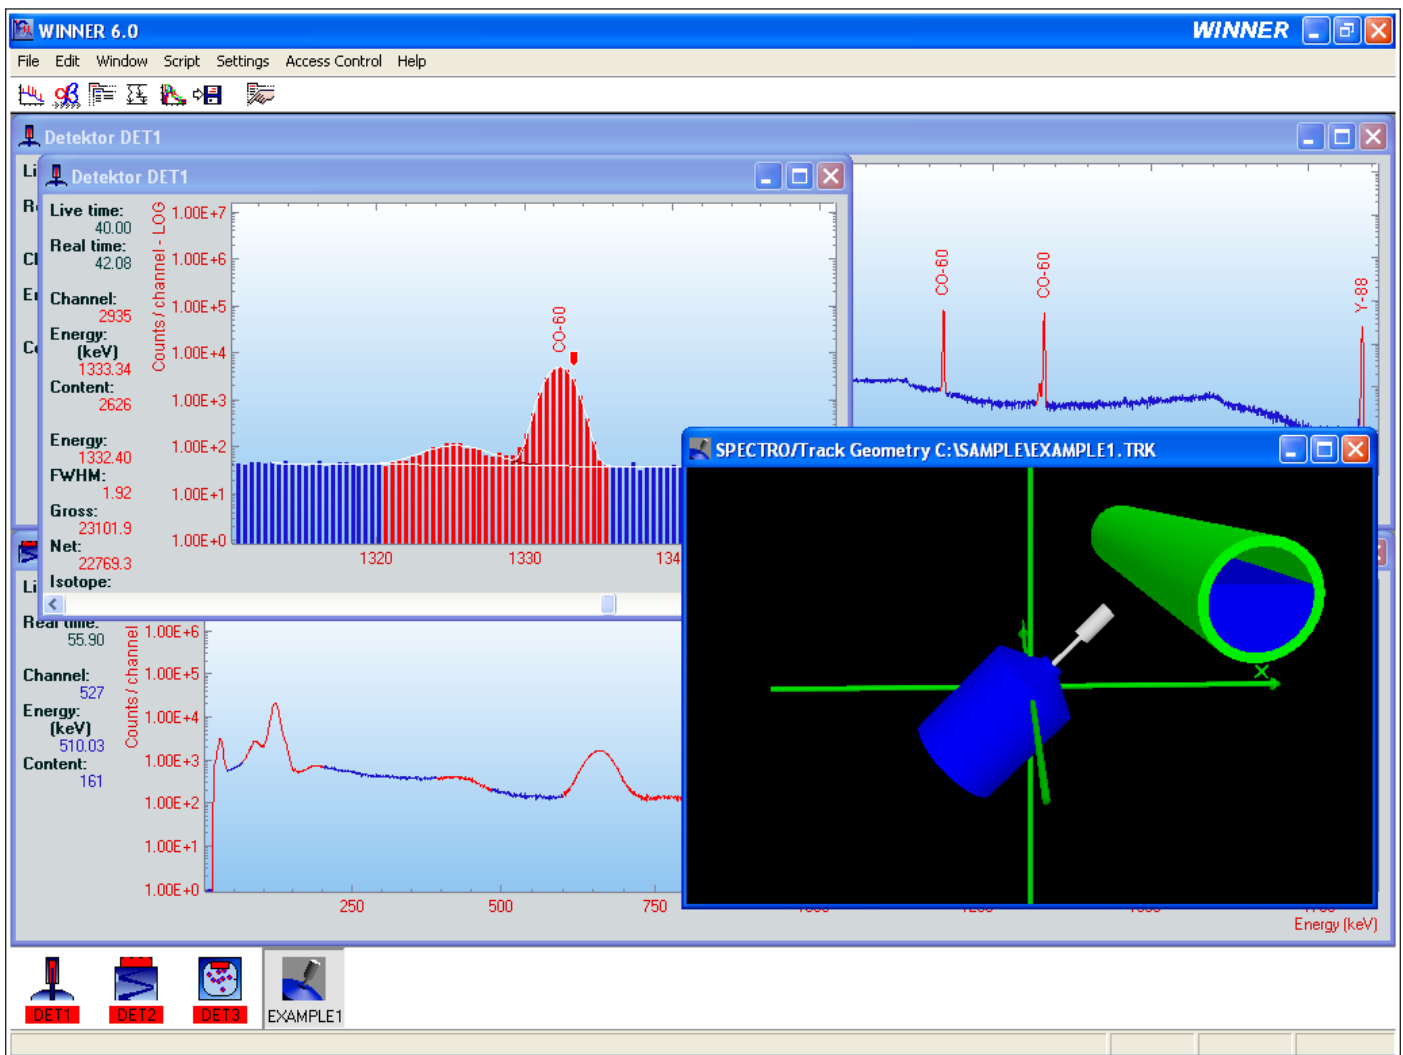 WINNER 6.0
WINNER
File Edit Window Script Settings Access Control Help
Detektor DET1
Detektor DET1
Live time:
40.00
Real time:
42.08
Channel:
2935
Energy:
(keV)
1333.34
Content:
2626
Energy:
1332.40
FWHM:
1.92
Gross:
23101.9
Net:
22769.3
Isotope:
Counts / channel - LOG
1.00E+7
1.00E+6
1.00E+5
1.00E+4
1.00E+3
1.00E+2
1.00E+1
1.00E+0
CO-60
1320
1330
134
CO-60
CO-60
Y-88
SPECTRO/Track Geometry C:\SAMPLE\EXAMPLE1.TRK
X
Li
Real time:
55.90
Channel:
527
Energy:
(keV)
510.03
Content:
161
Counts / channel
1.00E+6
1.00E+5
1.00E+4
1.00E+3
1.00E+2
1.00E+1
1.00E+0
250
500
750
Energy (keV)
DET1
DET2
DET3
EXAMPLE1